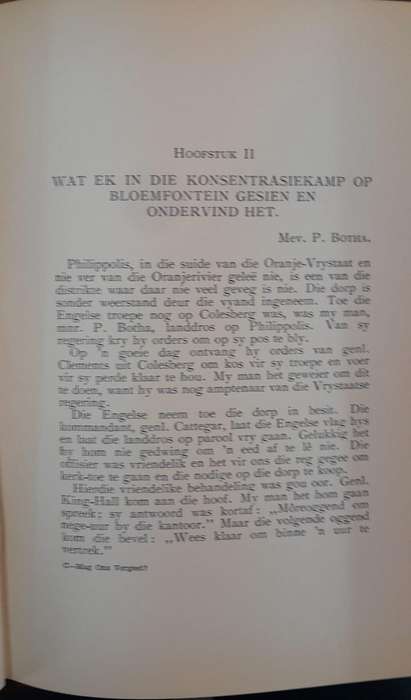 HOOFSTUK II
WAT EK IN DIE KONSENTRASIEKAMP OP
BLOEMFONTEIN GESIEN EN
ONDERVIND HET.
MEV. P. BOTHA.
Philippolis, in die suide van die Oranje-Vrystaat en
nie ver van die Oranjerivier geleë nie, is een van die
distrikte waar daar nie veel geveg is nie. Die dorp is
sonder weerstand deur die vyand ingeneem. Toe die
Engelse troepe nog op Colesberg was, was my man,
mnr. P. Botha, landdros op Philippolis. Van sy
regering kry hy orders om op sy pos te bly.
Op 'n goeie dag ontvang hy orders van genl.
Clements uit Colesberg om kos vir sy troepe en voer
vir sy perde klaar te hou. My man het geweier om dit
te doen, want hy was nog amptenaar van die Vrystaatse
regering.
Die Engelse neem toe die dorp in besit. Die
kommandant, genl. Cattegar, laat die Engelse vlag hys
en laat die landdros op parool vry gaan. Gelukkig het
hy hom nie gedwing om 'n eed af te lê nie. Die
offisier was vriendelik en het vir ons die reg gegee om
kerk-toe te gaan en die nodige op die dorp te koop.
Hierdie vriendelike behandeling was gou oor. Genl.
King-Hall kom aan die hoof. My man het hom gaan
spreek: sy antwoord was kortaf: „Môreoggend om
nege-uur by die kantoor.” Maar die volgende oggend
kom die bevel: „Wees klaar om binne 'n uur te
vertrek.”
C—Mag Ons Vergeet?